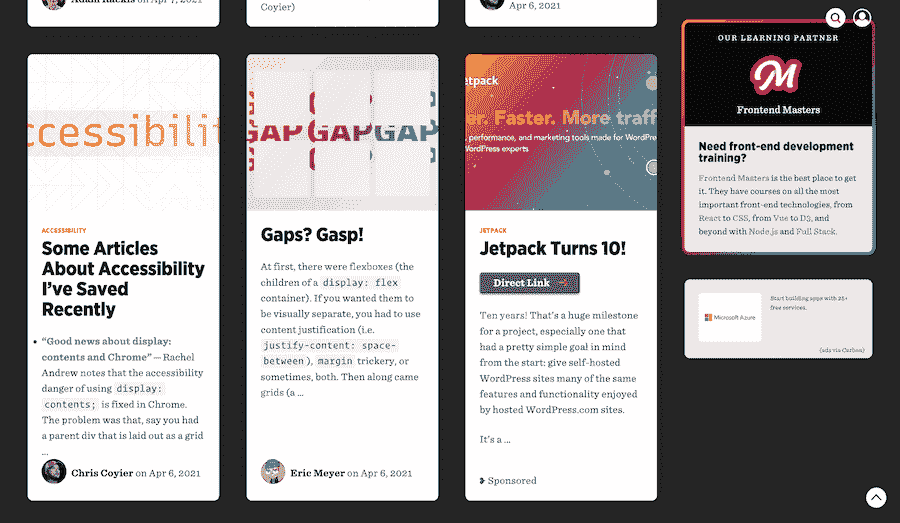 Adam Rackis on Apr 7, 2021
Coyier)
Apr 6, 2021
ccessibilit
ACCESSIBILITY
Some Articles
About Accessibility
I've Saved
Recently
• “Good news about display:
contents and Chrome” — Rachel
Andrew notes that the accessibility
danger of using display:
contents; is fixed in Chrome.
The problem was that, say you had
a parent div that is laid out as a grid
...
Chris Coyier on Apr 6, 2021
GAP GAP GAP
Gaps? Gasp!
At first, there were flexboxes (the
children of a display: flex
container). If you wanted them to
be visually separate, you had to use
content justification (i.e.
justify-content: space-
between), margin trickery, or
sometimes, both. Then along came
grids (a ...
Eric Meyer on Apr 6, 2021
etpack
er. Faster. More traff
performance, and marketing tools made for WordPre
WordPress experts
JETPACK
Jetpack Turns 10!
Direct Link →
Ten years! That's a huge milestone
for a project, especially one that
had a pretty simple goal in mind
from the start: give self-hosted
WordPress sites many of the same
features and functionality enjoyed
by hosted WordPress.com sites.
It's a ...
Sponsored
OUR LEARNING PARTNER
M
Frontend Masters
Need front-end development
training?
Frontend Masters is the best place to get
it. They have courses on all the most
important front-end technologies, from
React to CSS, from Vue to D3, and
beyond with Node.js and Full Stack.
Microsoft Azure
Start building apps with 25+
free services.
(ads via Carbon)